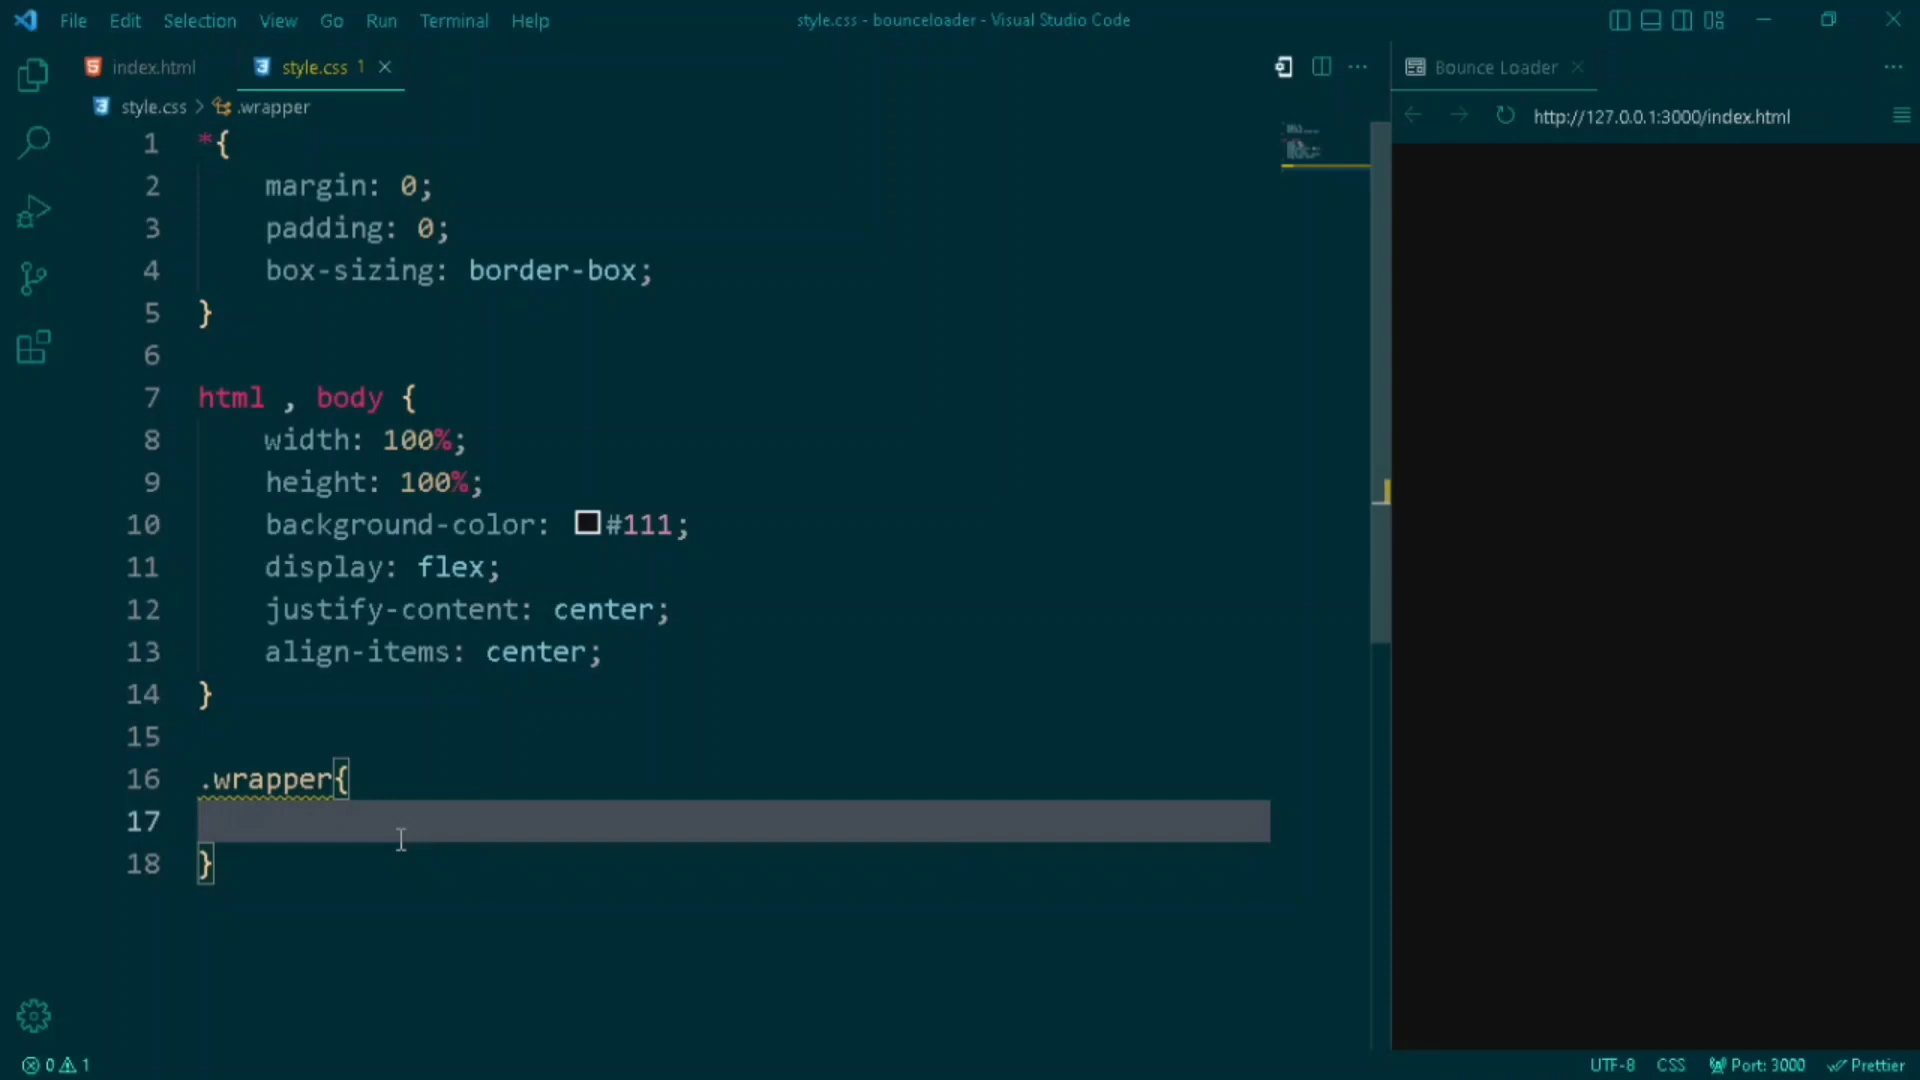 File Edit Selection View Go Run Terminal Help
style.css - bounceloader - Visual Studio Code
index.html
style.css 1
Bounce Loader
style.css > .wrapper
http://127.0.0.1:3000/index.html
1 *{
2 margin: 0;
3 padding: 0;
4 box-sizing: border-box;
5 }
6
7 html , body {
8 width: 100%;
9 height: 100%;
10 background-color: #111;
11 display: flex;
12 justify-content: center;
13 align-items: center;
14 }
15
16 .wrapper{
17
18 }
0 1
UTF-8 CSS Port: 3000 Prettier